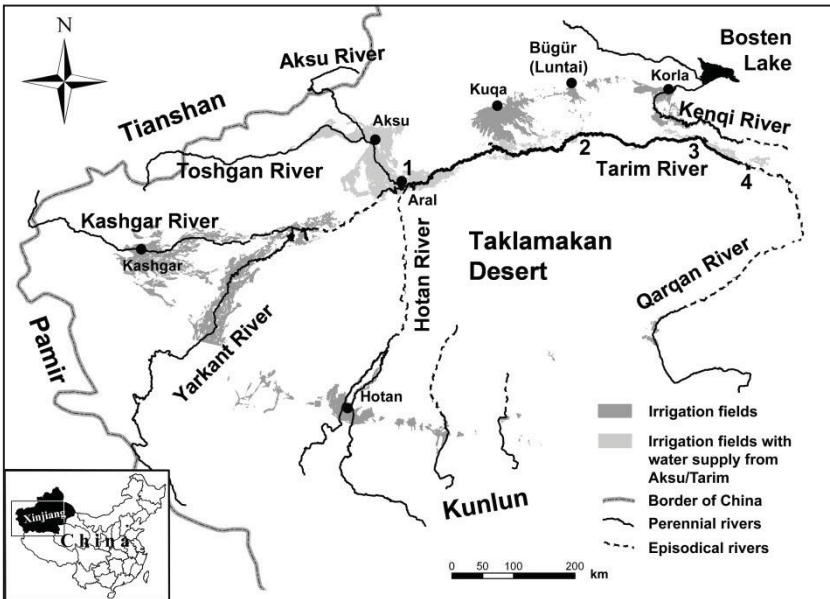 N
Aksu River
Bügür
(Luntai)
Bosten
Lake
Kuqa
Korla
Tianshan
Aksu
Kenqi River
Toshgan River
1
2
3
Tarim River
4
Aral
Kashgar River
Kashgar
Hotan River
Taklamakan
Desert
Qarqan River
Pamir
Yarkant River
Hotan
Kunlun
Irrigation fields
Irrigation fields with
water supply from
Aksu/Tarim
Border of China
Perennial rivers
Episodical rivers
Xinjiang
China
0 50 100 200
km